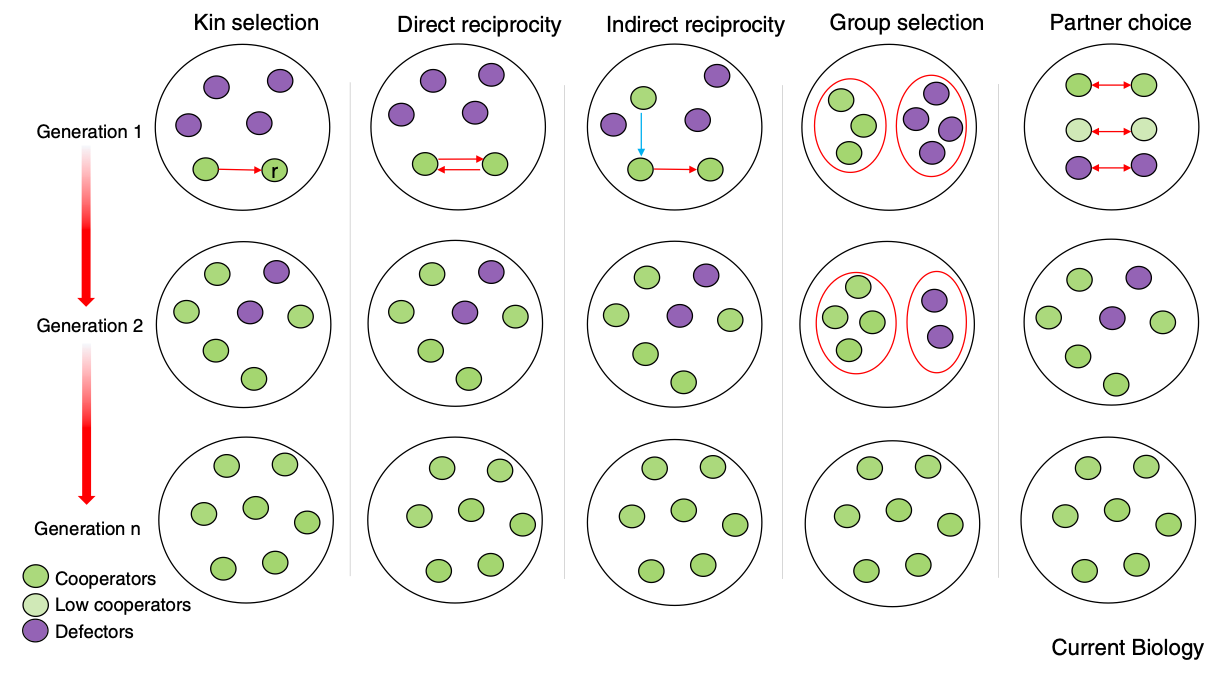 Kin selection
Direct reciprocity
Indirect reciprocity
Group selection
Partner choice
Generation 1
r
Generation 2
Generation n
Cooperators
Low cooperators
Defectors
Current Biology